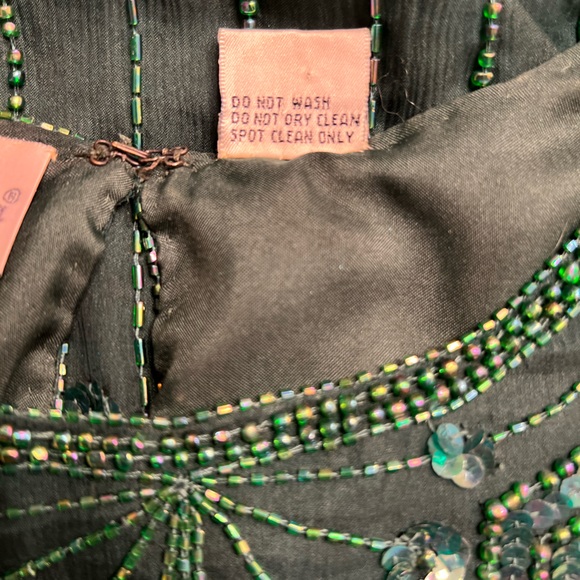 DO NOT WASH
DO NOT DRY CLEAN
SPOT CLEAN ONLY
®